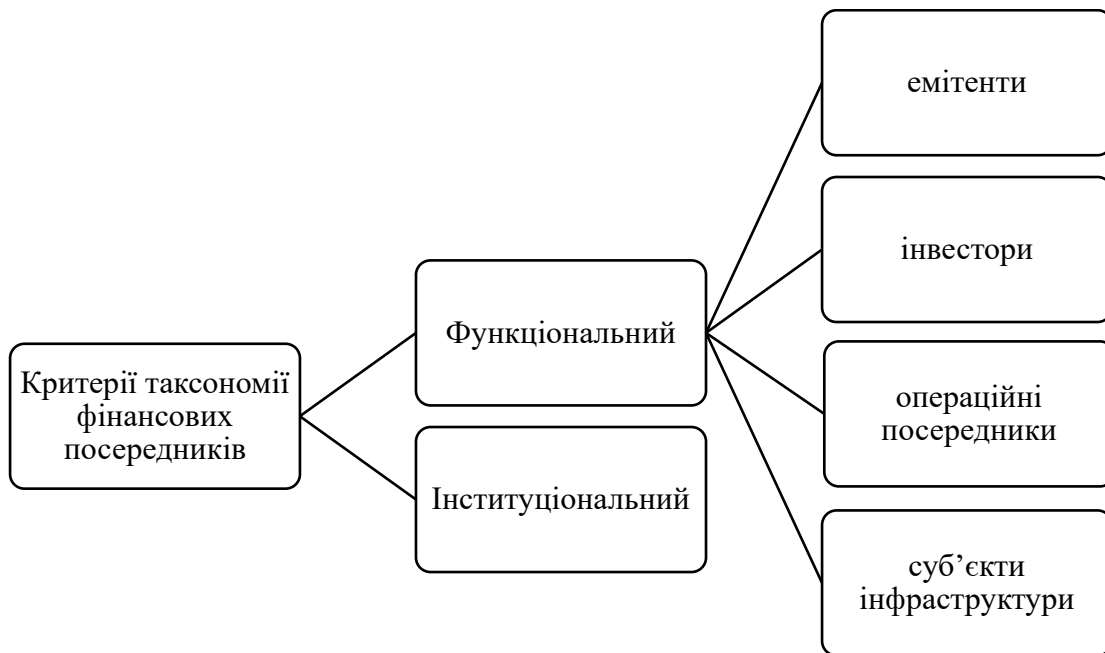 Критерії таксономії
фінансових
посередників
Функціональний
Інституціональний
емітенти
інвестори
операційні
посередники
суб’єкти
інфраструктури